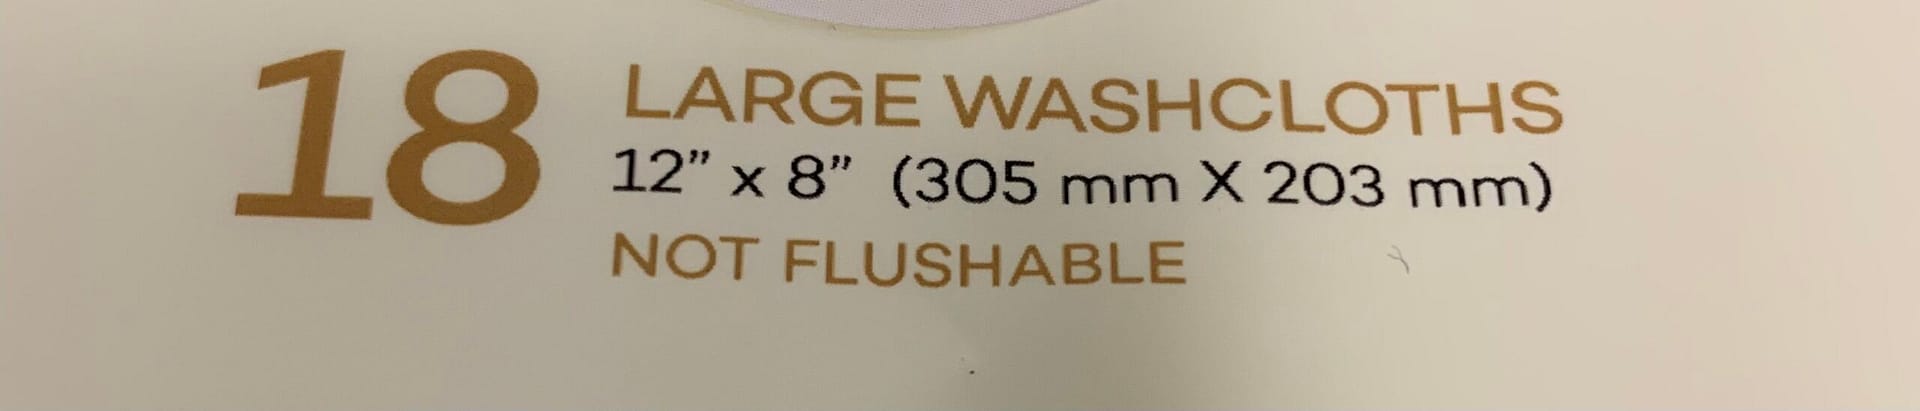 18 LARGE WASHCLOTHS
12” x 8” (305 mm X 203 mm)
NOT FLUSHABLE